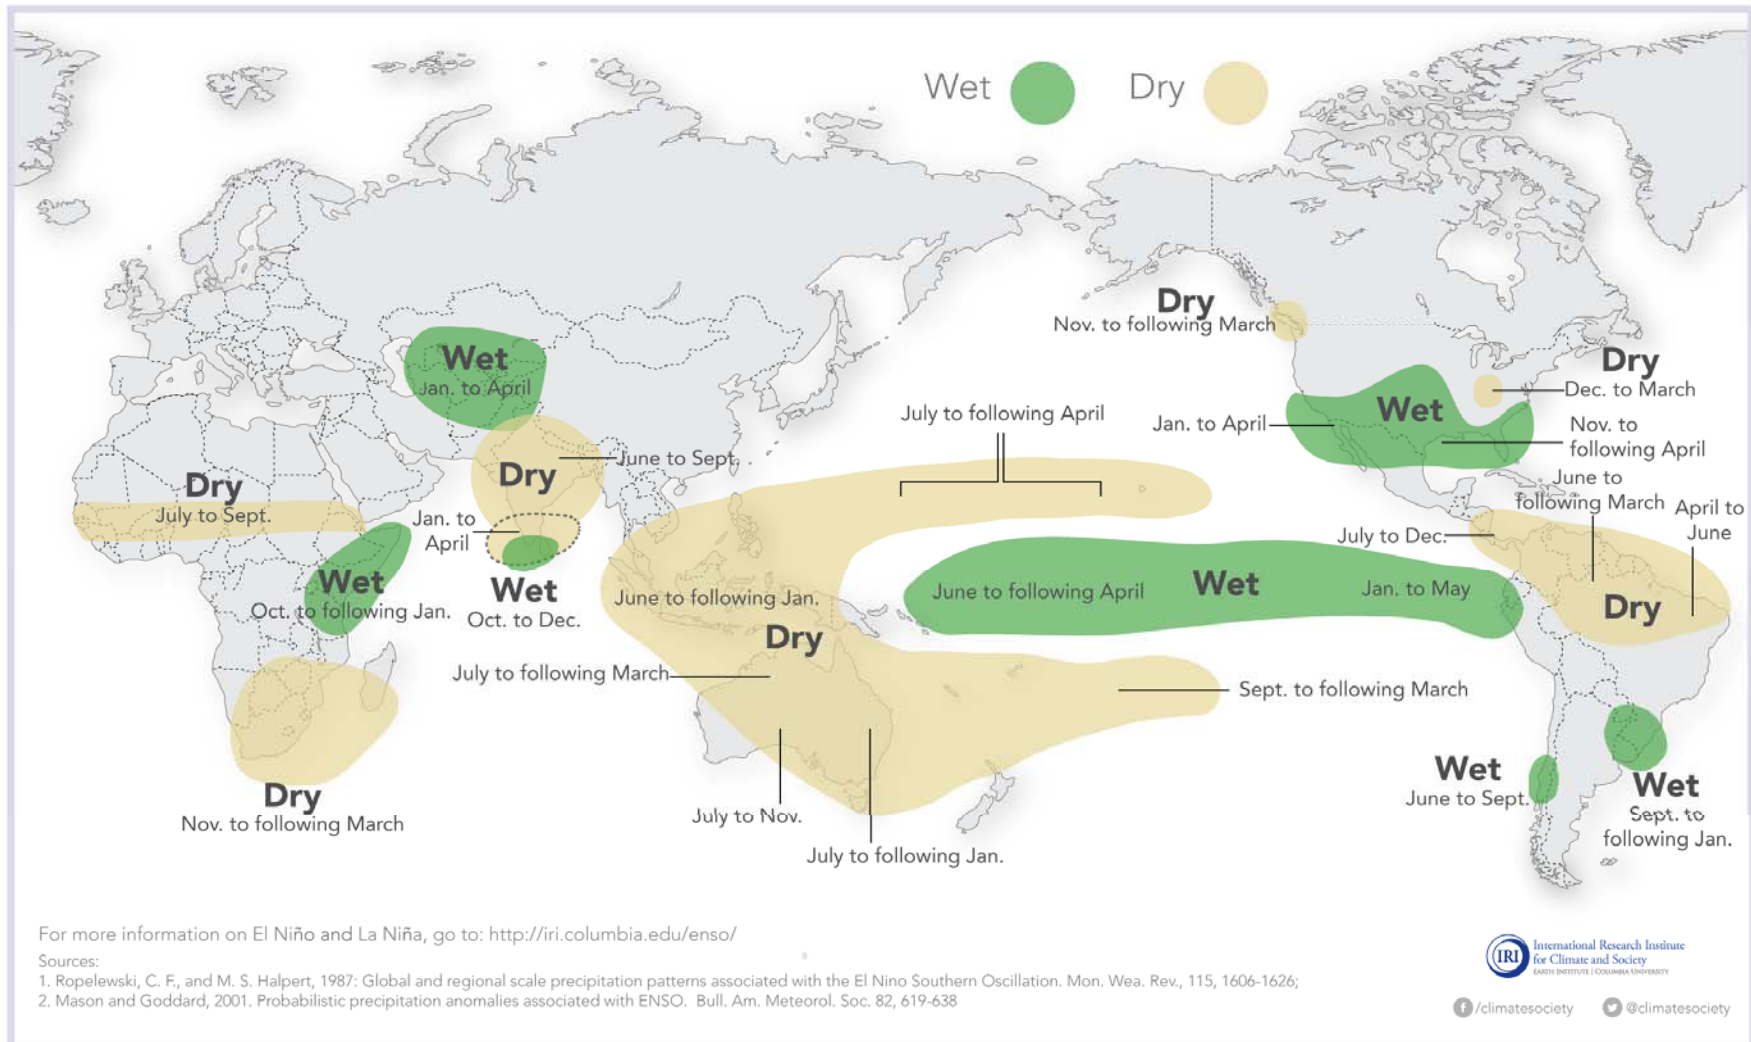 Wet
Dry
Dry
Nov. to following March
Dry
Dec. to March
Wet
Jan. to April
July to following April
Jan. to April
Wet
Nov. to
following April
Dry
June to Sept.
June to
following March
April to
June
Dry
July to Sept.
Jan. to
April
July to Dec.
Wet
Oct. to following Jan.
Wet
Oct. to Dec.
June to following Jan.
Dry
June to following April
Wet
Jan. to May
Dry
July to following March
Sept. to following March
Dry
Nov. to following March
July to Nov.
July to following Jan.
Wet
June to Sept.
Wet
Sept. to
following Jan.
For more information on El Niño and La Niña, go to: http://iri.columbia.edu/enso/
Sources:
1. Ropelewski, C. F., and M. S. Halpert, 1987: Global and regional scale precipitation patterns associated with the El Nino Southern Oscillation. Mon. Wea. Rev., 115, 1606-1626;
2. Mason and Goddard, 2001. Probabilistic precipitation anomalies associated with ENSO. Bull. Am. Meteorol. Soc. 82, 619-638
IRI
International Research Institute
for Climate and Society
EARTH INSTITUTE | COLUMBIA UNIVERSITY
/climatesociety
@climatesociety